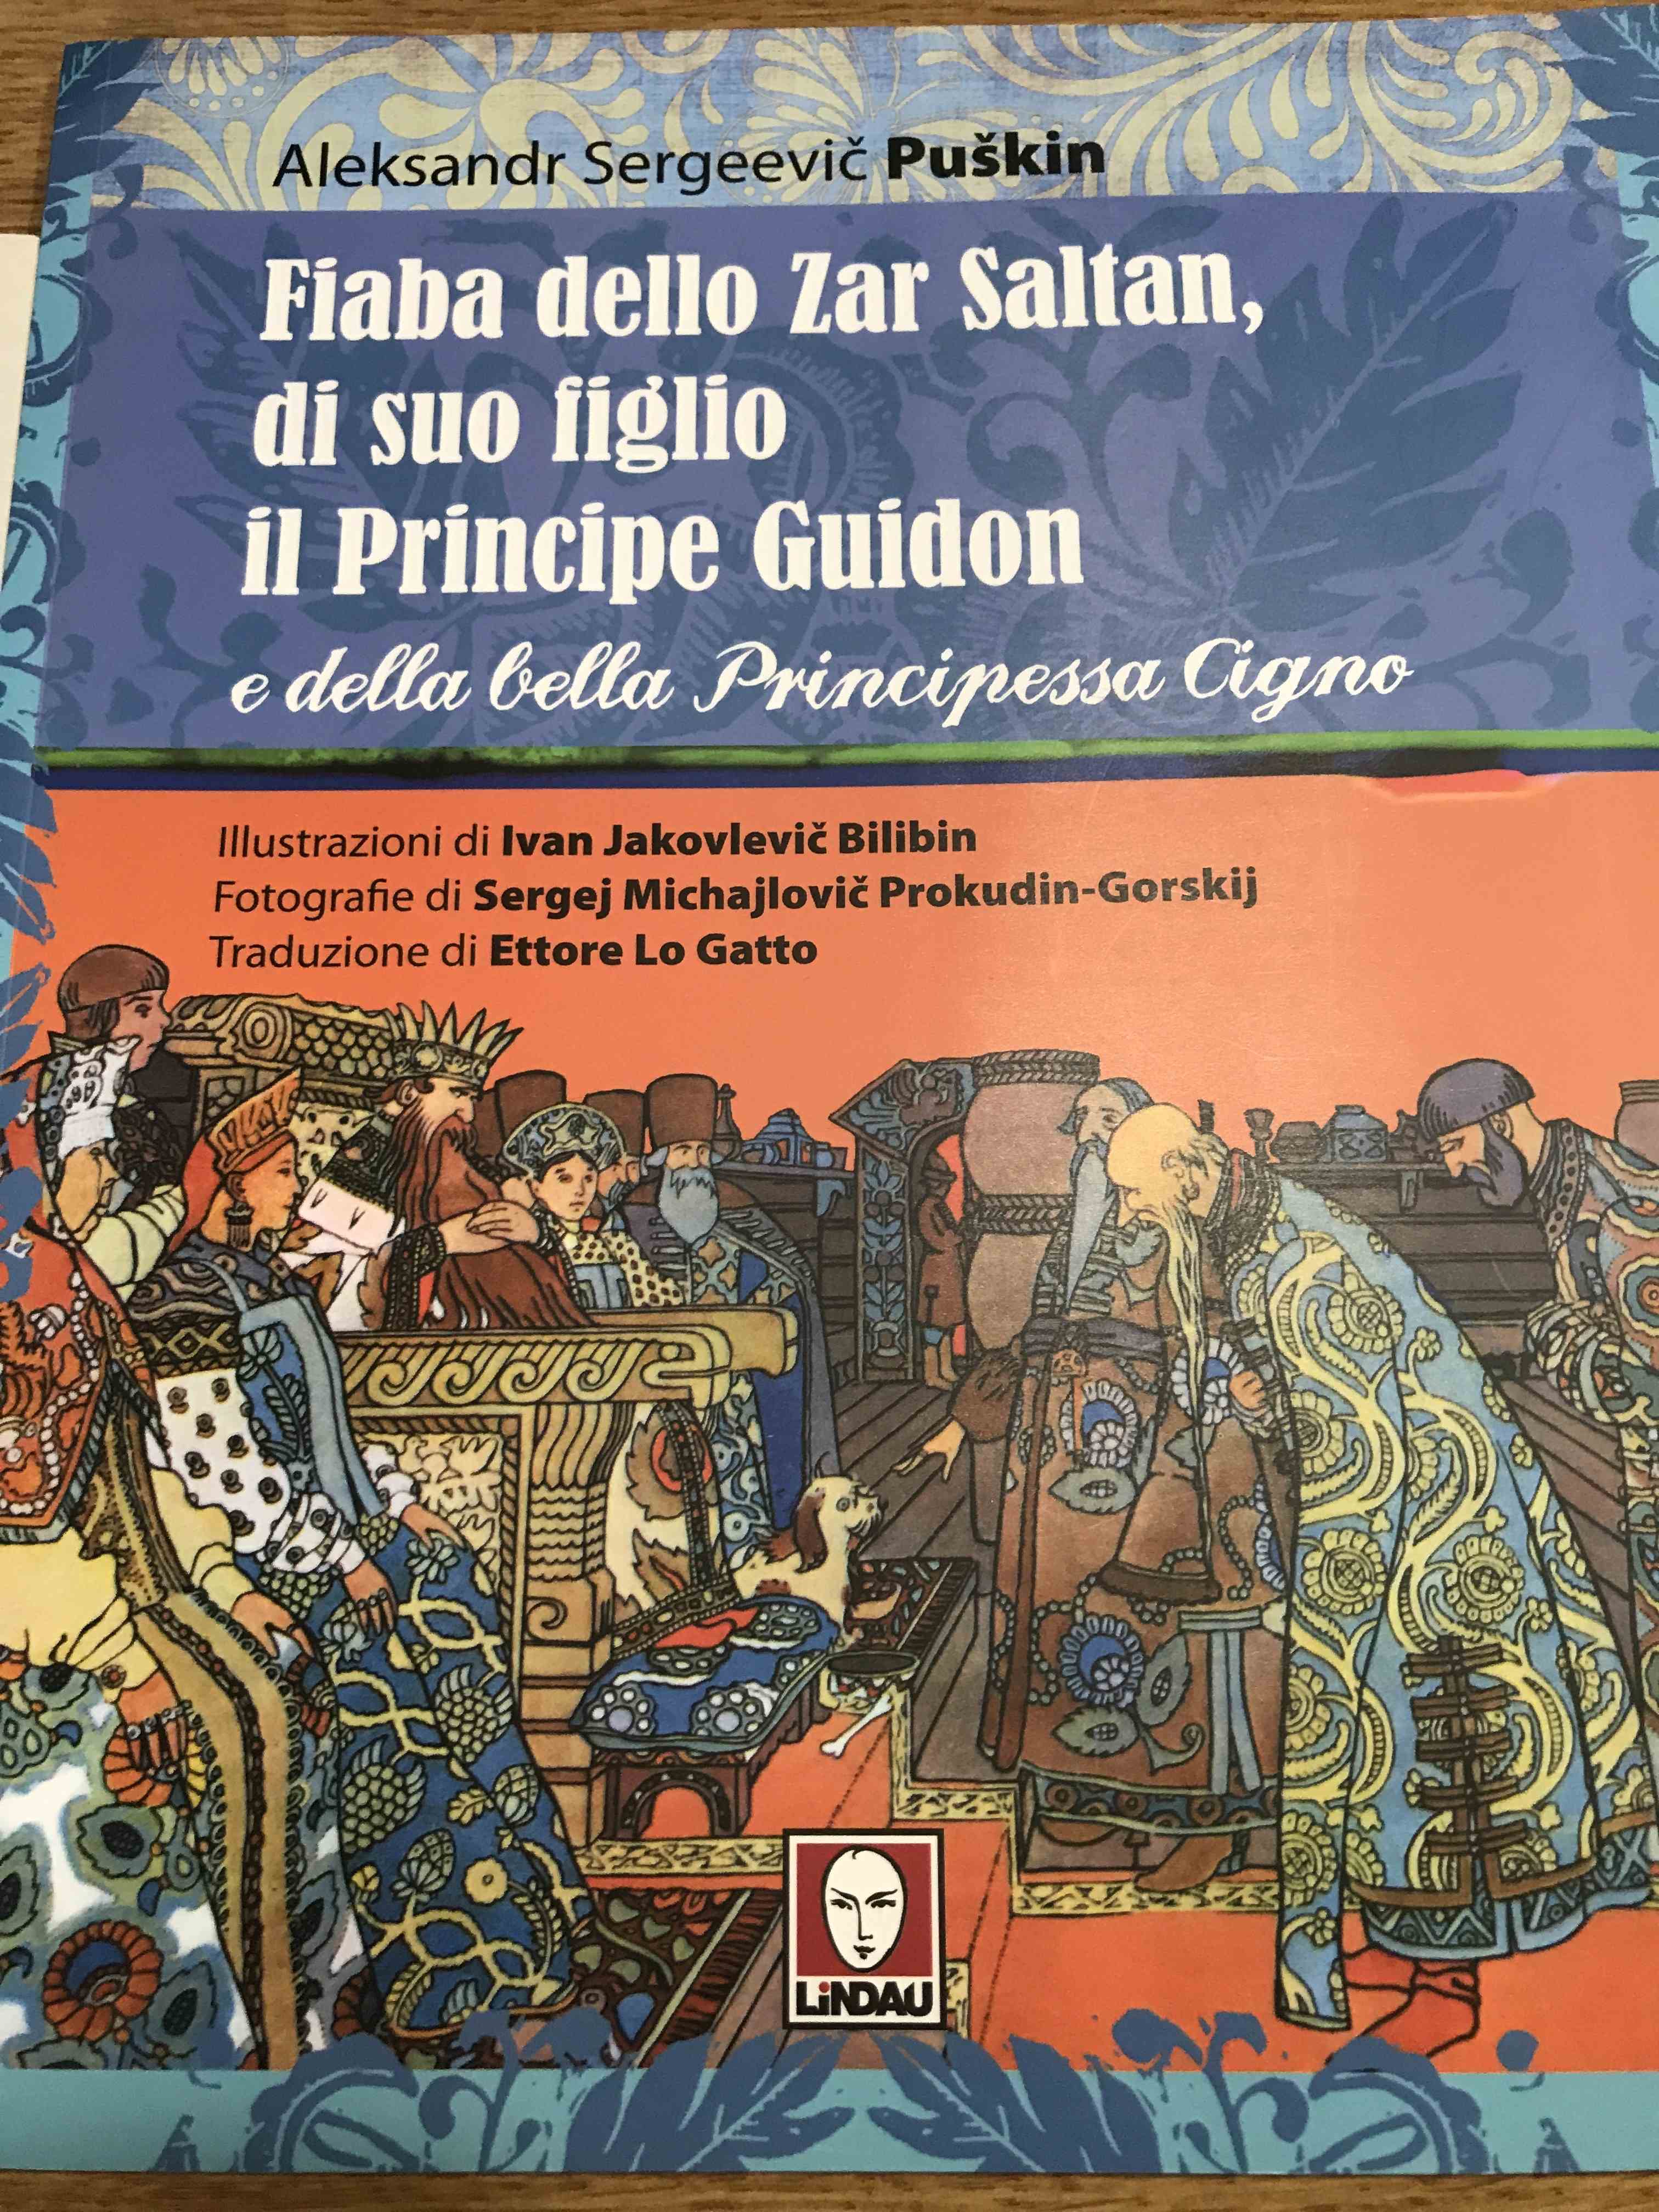 Aleksandr Sergeevič Puškin
Fiaba dello Zar Saltan,
di suo figlio
il Principe Guidon
e della bella Principessa Cigno
Illustrazioni di Ivan Jakovlevič Bilibin
Fotografie di Sergej Michajlovič Prokudin-Gorskij
Traduzione di Ettore Lo Gatto
LiNDAU